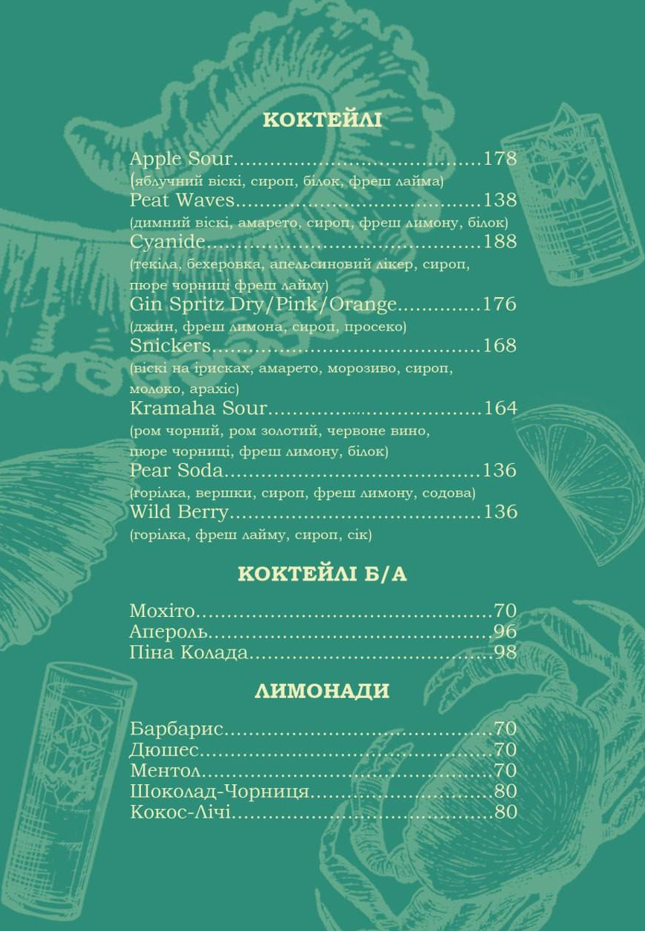 КОКТЕЙЛІ
Apple Sour.......................................178
(яблучний віскі, сироп, білок, фреш лайма)
Peat Waves.......................................138
(димний віскі, амарето, сироп, фреш лимону, білок)
Cyanide...........................................188
(текіла, бехеровка, апельсиновий лікер, сироп,
пюре чорниці фреш лайму)
Gin Spritz Dry/Pink/Orange..............176
(джин, фреш лимона, сироп, просеко)
Snickers..........................................168
(віскі на ірисках, амарето, морозиво, сироп,
молоко, арахіс)
Kramaha Sour..................................164
(ром чорний, ром золотий, червоне вино,
пюре чорниці, фреш лимону, білок)
Pear Soda........................................136
(горілка, вершки, сироп, фреш лимону, содова)
Wild Berry.......................................136
(горілка, фреш лайму, сироп, сік)
КОКТЕЙЛІ Б/А
Мохіто..............................................70
Апероль............................................96
Піна Колада......................................98
ЛИМОНАДИ
Барбарис..........................................70
Дюшес..............................................70
Ментол.............................................70
Шоколад-Чорниця............................80
Кокос-Лічі.........................................80